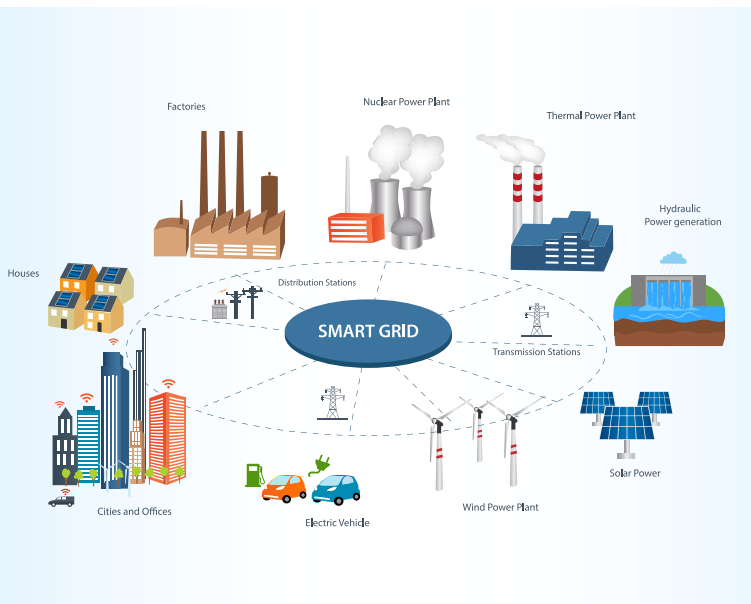 Nuclear Power Plant
Factories
Thermal Power Plant
Hydraulic
Power generation
Houses
Distribution Stations
SMART GRID
Transmission Stations
Solar Power
Wind Power Plant
Cities and Offices
Electric Vehicle